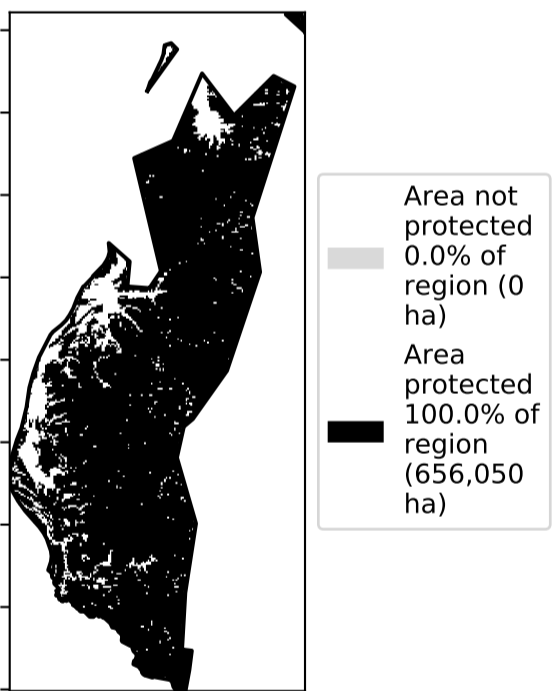 Area not
protected
0.0% of
region (0
ha)
Area
protected
100.0% of
region
(656,050
ha)